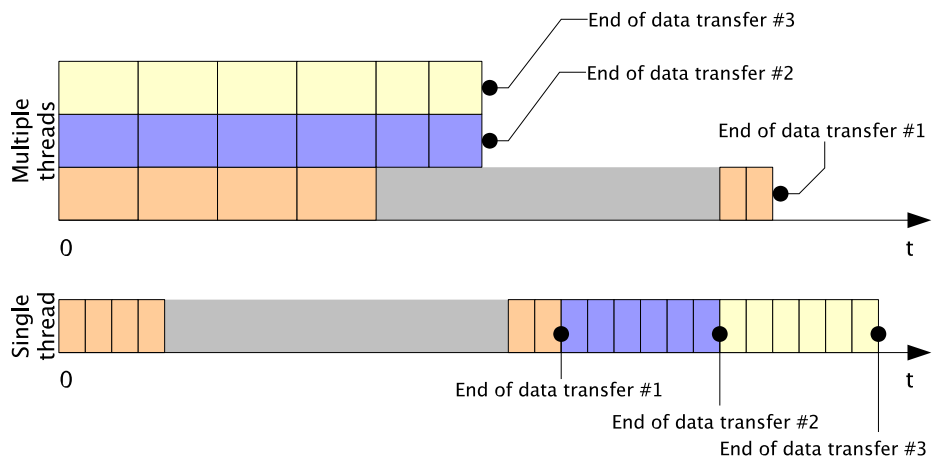 End of data transfer #3
End of data transfer #2
Multiple
threads
End of data transfer #1
0
t
Single
thread
0
t
End of data transfer #1
End of data transfer #2
End of data transfer #3